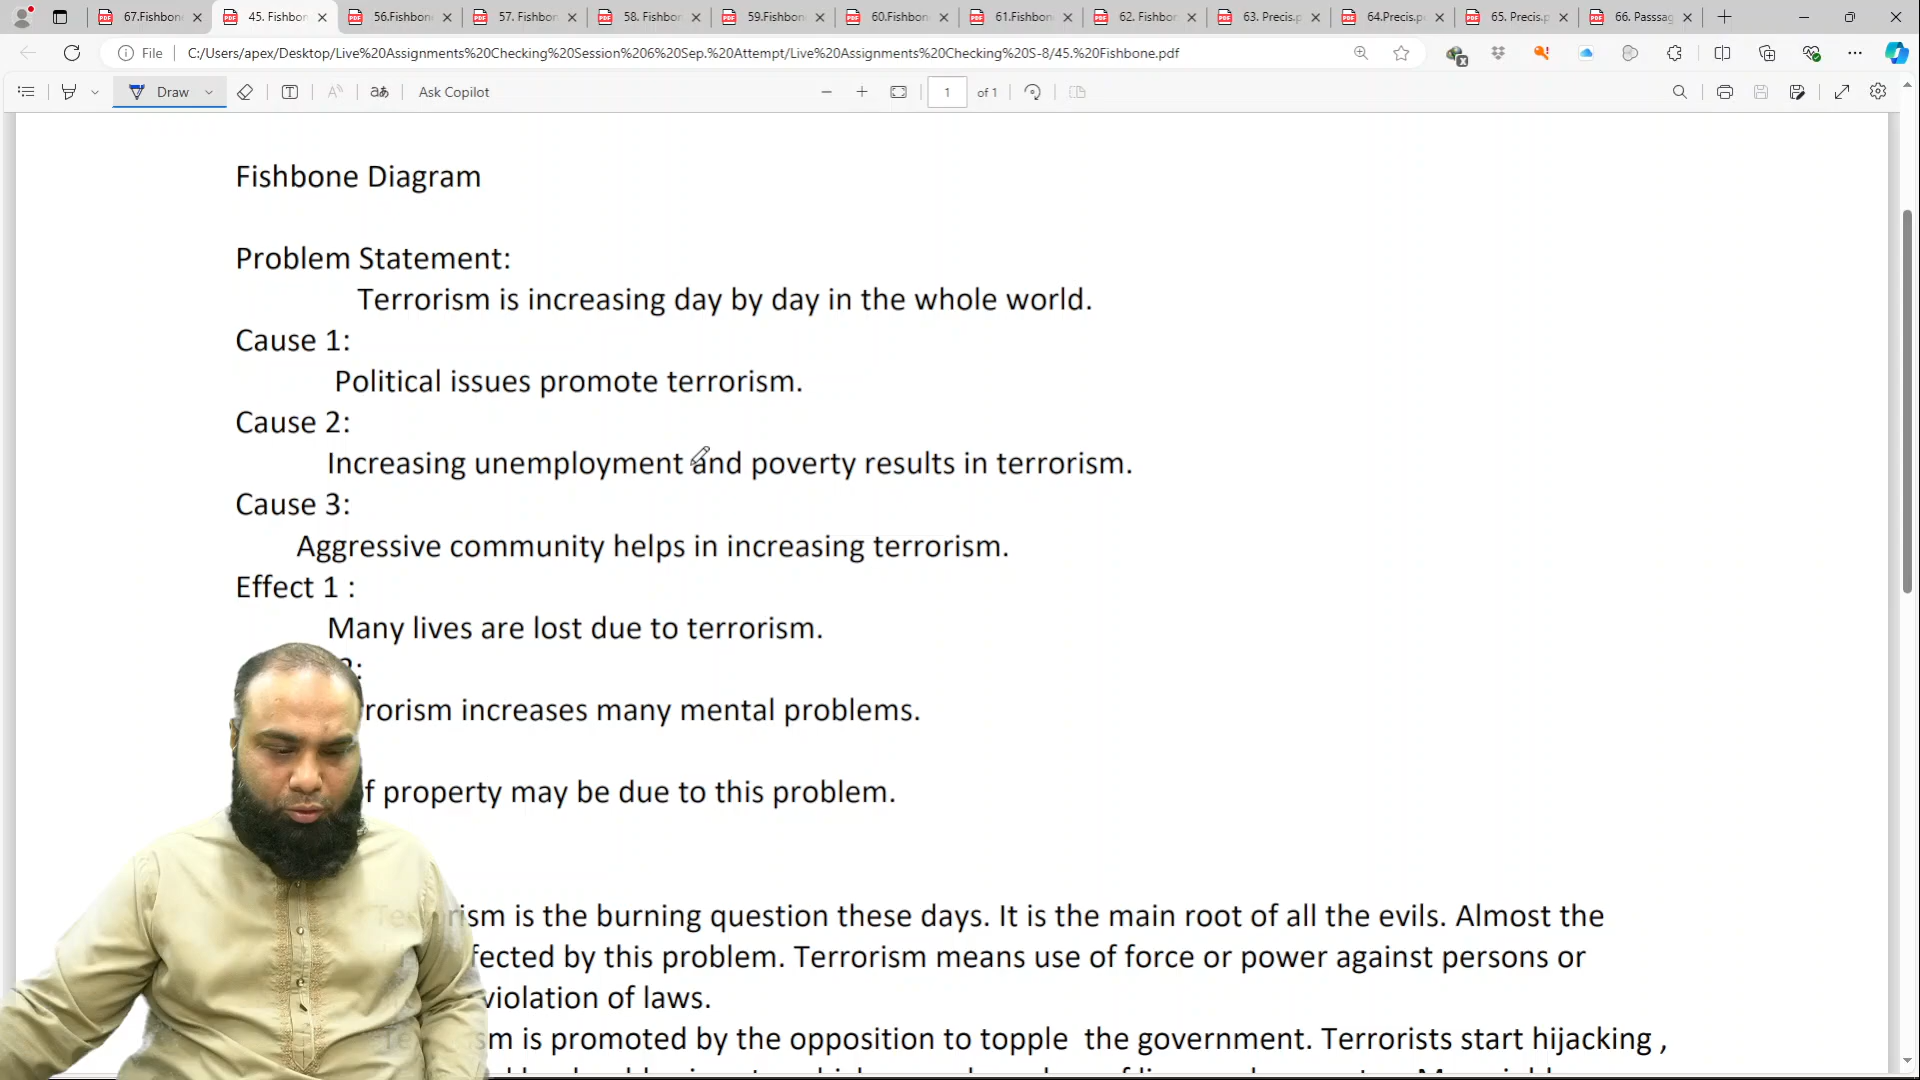 67.Fishbon
45. Fishbon
56.Fishbon
57. Fishbon
58. Fishbon
59.Fishbon
60.Fishbon
61.Fishbon
62. Fishbon
63. Precis.p
64.Precis.p
65. Precis.p
66. Passsag
File C:/Users/apex/Desktop/Live%20Assignments%20Checking%20Session%206%20Sep.%20Attempt/Live%20Assignments%20Checking%20S-8/45.%20Fishbone.pdf
Draw Ask Copilot 1 of 1
Fishbone Diagram
Problem Statement:
Terrorism is increasing day by day in the whole world.
Cause 1:
Political issues promote terrorism.
Cause 2:
Increasing unemployment and poverty results in terrorism.
Cause 3:
Aggressive community helps in increasing terrorism.
Effect 1 :
Many lives are lost due to terrorism.
rorism increases many mental problems.
f property may be due to this problem.
ism is the burning question these days. It is the main root of all the evils. Almost the
fected by this problem. Terrorism means use of force or power against persons or
violation of laws.
sm is promoted by the opposition to topple the government. Terrorists start hijacking ,